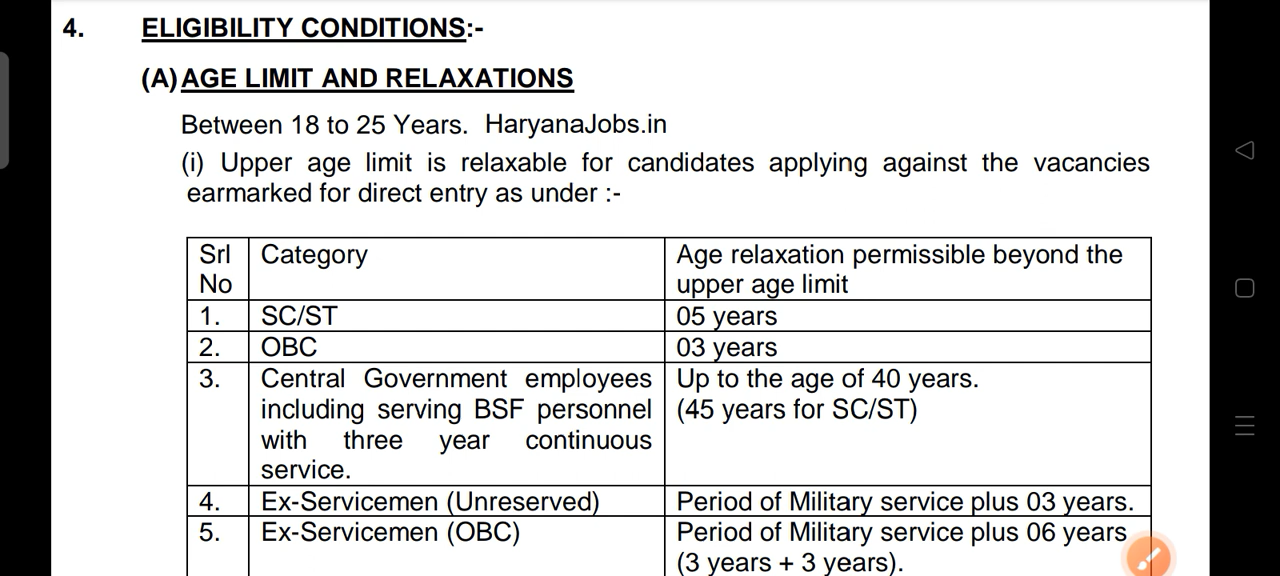 4. ELIGIBILITY CONDITIONS:-
(A) AGE LIMIT AND RELAXATIONS
Between 18 to 25 Years. HaryanaJobs.in
(i) Upper age limit is relaxable for candidates applying against the vacancies
earmarked for direct entry as under :-
Srl No Category Age relaxation permissible beyond the
upper age limit
1. SC/ST 05 years
2. OBC 03 years
3. Central Government employees Up to the age of 40 years.
including serving BSF personnel (45 years for SC/ST)
with three year continuous
service.
4. Ex-Servicemen (Unreserved) Period of Military service plus 03 years.
5. Ex-Servicemen (OBC) Period of Military service plus 06 years
(3 years + 3 years).